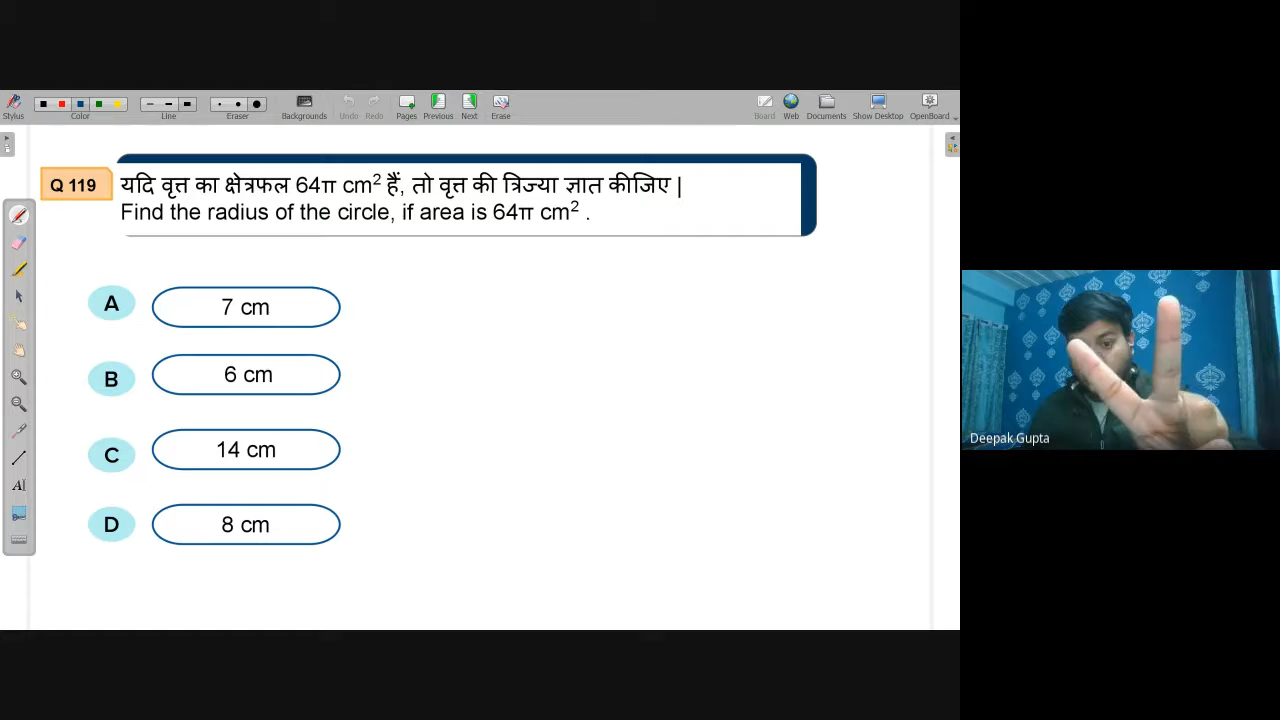 Stylus
Color
Line
Eraser
Backgrounds
Undo
Redo
Pages
Previous
Next
Erase
Board
Web
Documents
Show Desktop
OpenBoard
Q 119
यदि वृत्त का क्षेत्रफल 64π cm² हैं, तो वृत्त की त्रिज्या ज्ञात कीजिए |
Find the radius of the circle, if area is 64π cm² .
A
7 cm
B
6 cm
C
14 cm
D
8 cm
AI
Deepak Gupta